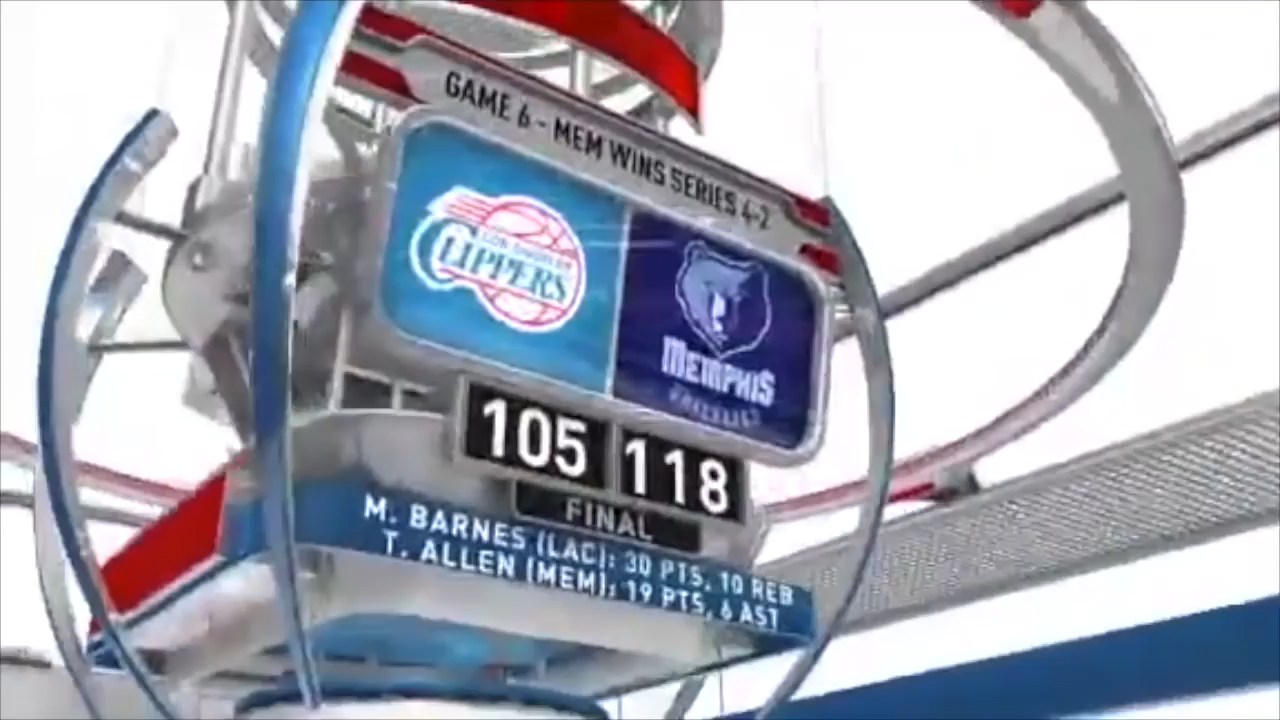 GAME 6 - MEM WINS SERIES 4-2
LOS ANGELES
CLIPPERS
MEMPHIS
GRIZZLIES
105 118
FINAL
M. BARNES (LAC): 30 PTS, 10 REB
T. ALLEN (MEM): 19 PTS, 6 AST